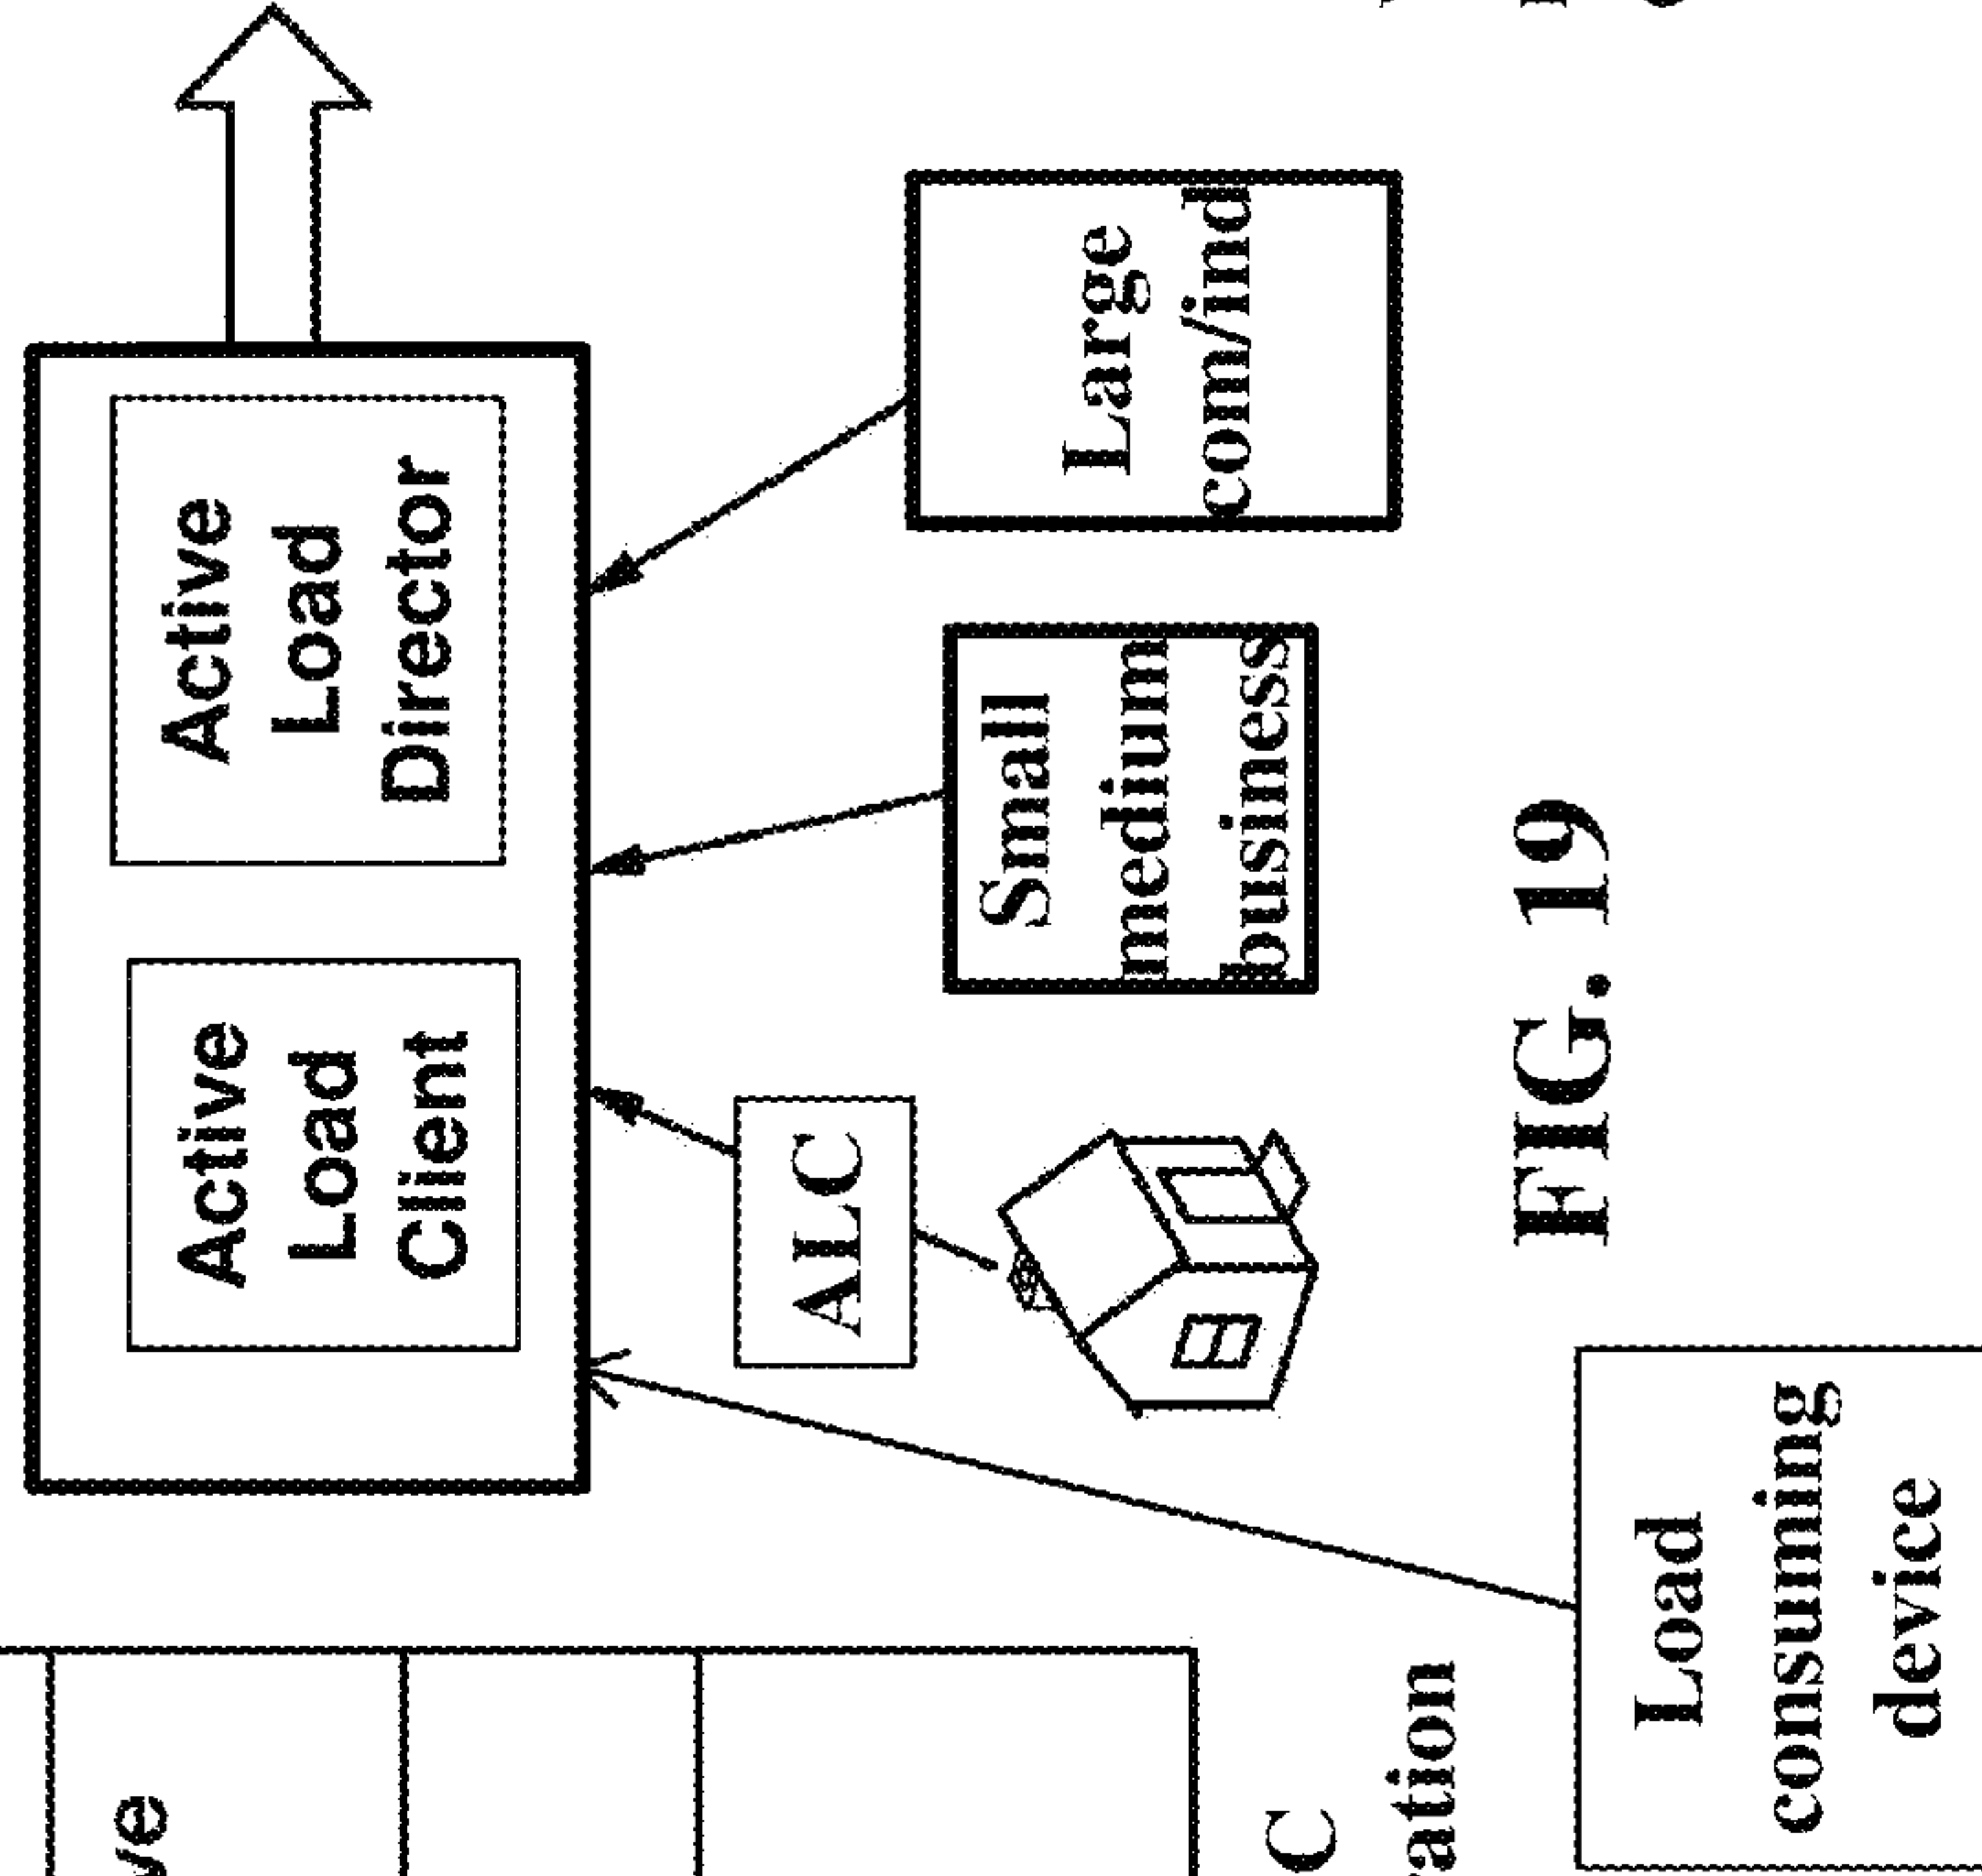 Active
Load
Client
Active
Load
Director
ALC
Small
medium
business
Large
com/ind
Load
consuming
device
C
FIG. 19